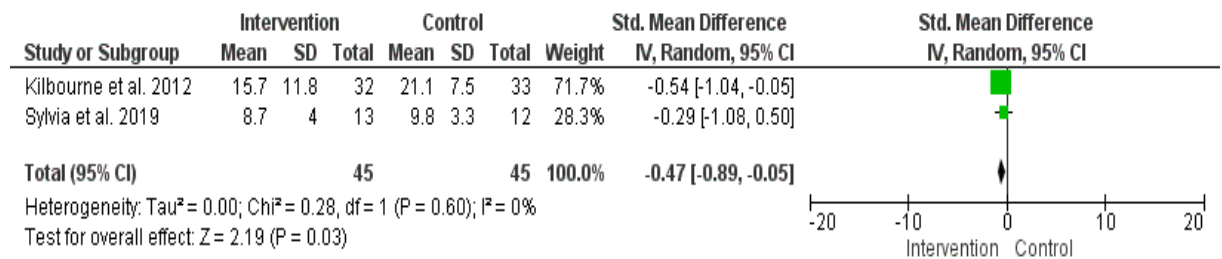 Intervention Control Std. Mean Difference Std. Mean Difference
Study or Subgroup Mean SD Total Mean SD Total Weight IV, Random, 95% CI IV, Random, 95% CI
Kilbourne et al. 2012 15.7 11.8 32 21.1 7.5 33 71.7% -0.54 [-1.04, -0.05]
Sylvia et al. 2019 8.7 4 13 9.8 3.3 12 28.3% -0.29 [-1.08, 0.50]
Total (95% CI) 45 45 100.0% -0.47 [-0.89, -0.05]
Heterogeneity: Tau² = 0.00; Chi² = 0.28, df = 1 (P = 0.60); I² = 0%
Test for overall effect: Z = 2.19 (P = 0.03)
-20 -10 0 10 20
Intervention Control